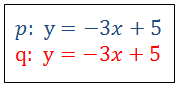 p: y = −3x + 5
q: y = −3x + 5